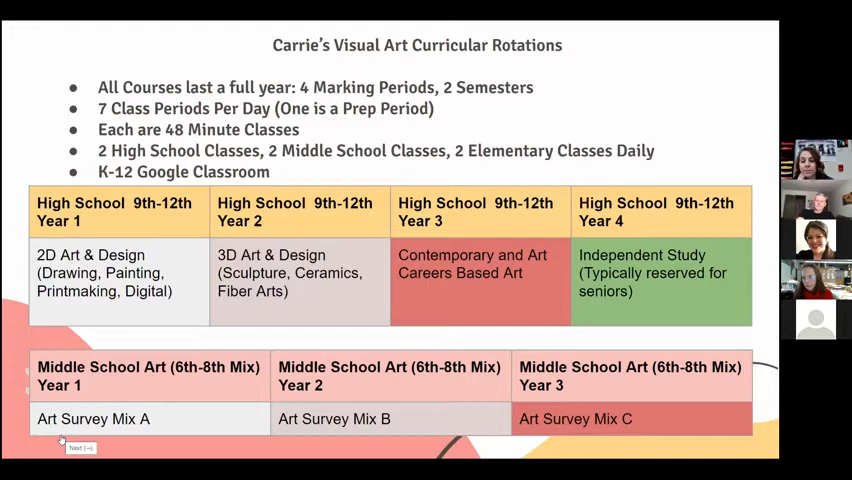 Carrie's Visual Art Curricular Rotations
● All Courses last a full year: 4 Marking Periods, 2 Semesters
● 7 Class Periods Per Day (One is a Prep Period)
● Each are 48 Minute Classes
● 2 High School Classes, 2 Middle School Classes, 2 Elementary Classes Daily
● K-12 Google Classroom
High School 9th-12th
Year 1
High School 9th-12th
Year 2
High School 9th-12th
Year 3
High School 9th-12th
Year 4
2D Art & Design
(Drawing, Painting,
Printmaking, Digital)
3D Art & Design
(Sculpture, Ceramics,
Fiber Arts)
Contemporary and Art
Careers Based Art
Independent Study
(Typically reserved for
seniors)
Middle School Art (6th-8th Mix)
Year 1
Middle School Art (6th-8th Mix)
Year 2
Middle School Art (6th-8th Mix)
Year 3
Art Survey Mix A
Art Survey Mix B
Art Survey Mix C
Next (→)